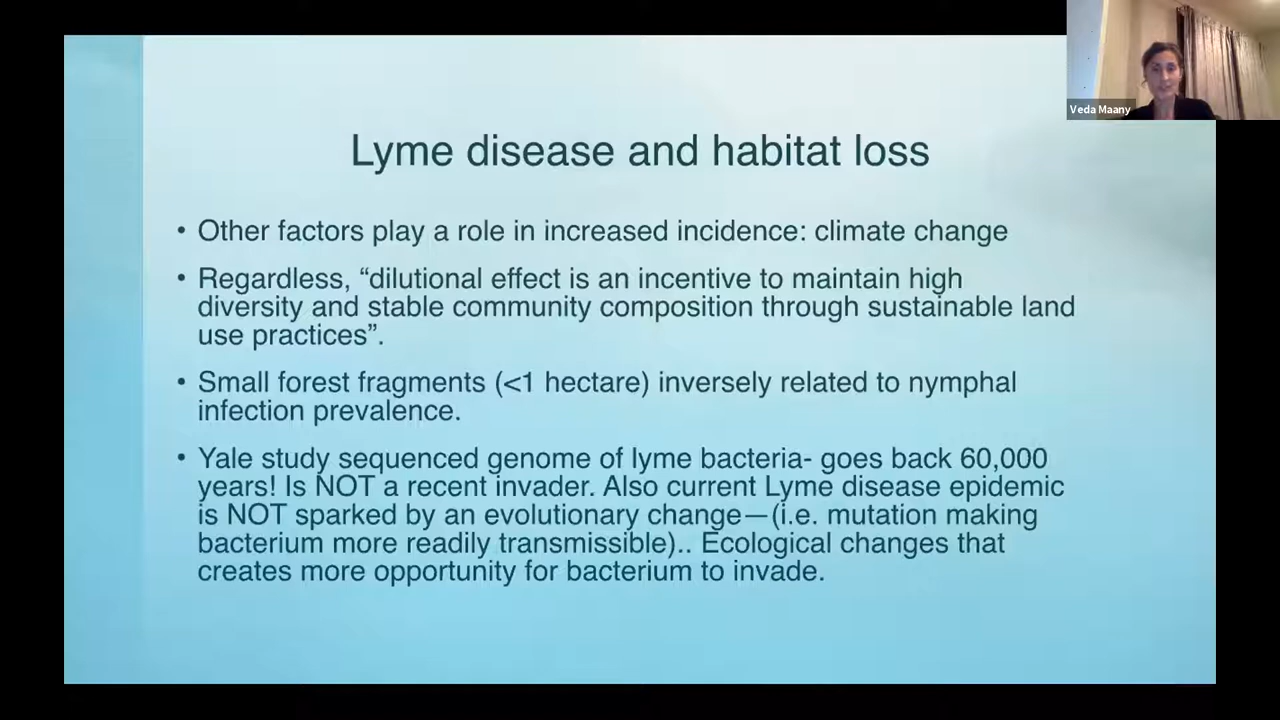 Veda Maany
Lyme disease and habitat loss
• Other factors play a role in increased incidence: climate change
• Regardless, “dilutional effect is an incentive to maintain high
diversity and stable community composition through sustainable land
use practices”.
• Small forest fragments (<1 hectare) inversely related to nymphal
infection prevalence.
• Yale study sequenced genome of lyme bacteria- goes back 60,000
years! Is NOT a recent invader. Also current Lyme disease epidemic
is NOT sparked by an evolutionary change—(i.e. mutation making
bacterium more readily transmissible).. Ecological changes that
creates more opportunity for bacterium to invade.